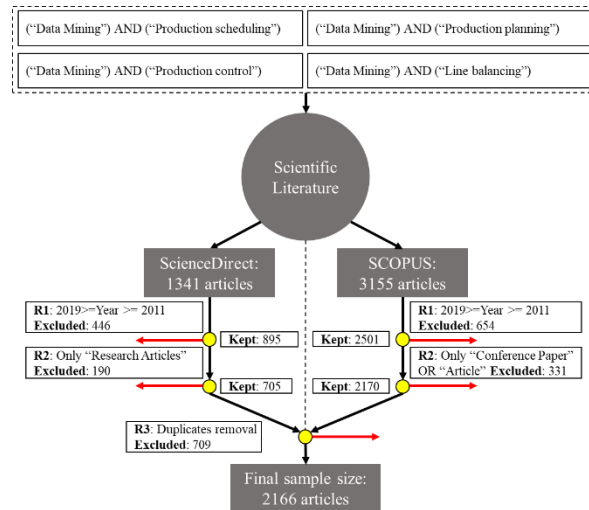 (“Data Mining”) AND (“Production scheduling”)
(“Data Mining”) AND (“Production planning”)
(“Data Mining”) AND (“Production control”)
(“Data Mining”) AND (“Line balancing”)
Scientific
Literature
ScienceDirect:
1341 articles
SCOPUS:
3155 articles
R1: 2019>=Year >= 2011
Excluded: 446
Kept: 895
Kept: 2501
R1: 2019>=Year >= 2011
Excluded: 654
R2: Only “Research Articles”
Excluded: 190
Kept: 705
Kept: 2170
R2: Only “Conference Paper”
OR “Article” Excluded: 331
R3: Duplicates removal
Excluded: 709
Final sample size:
2166 articles